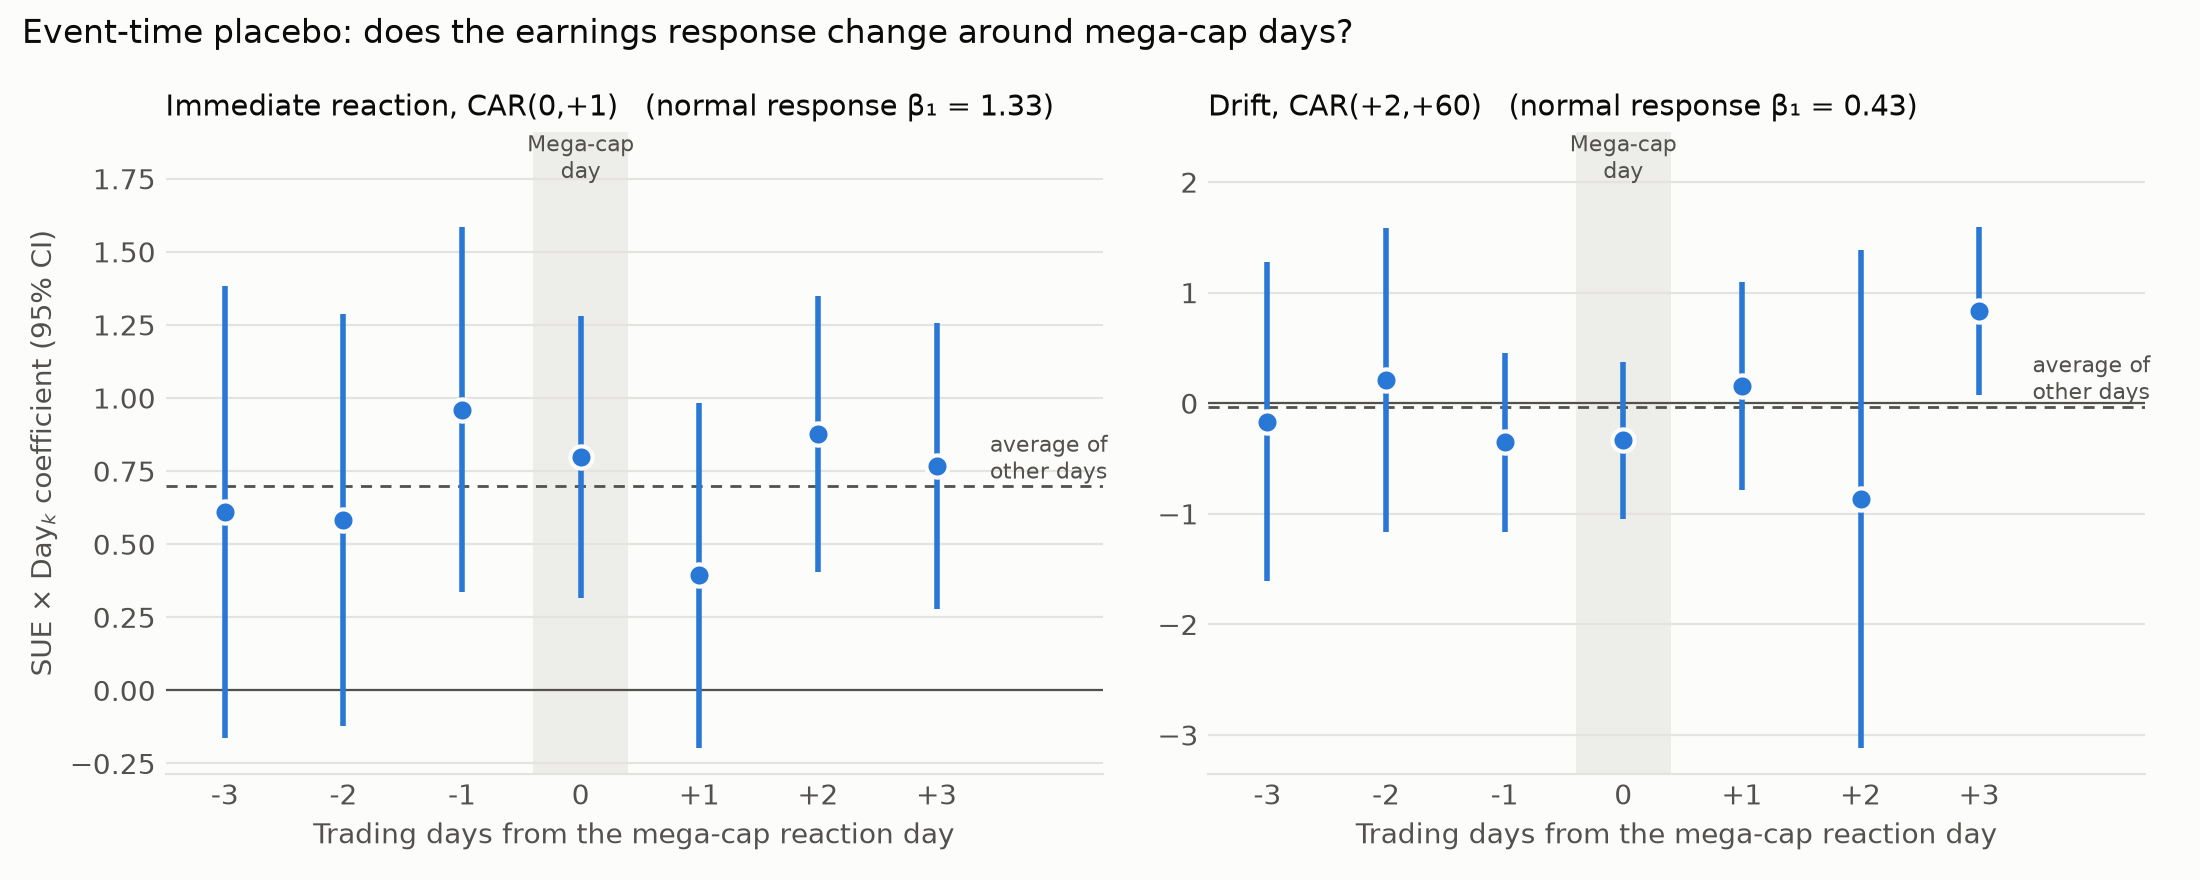 Event-time placebo: does the earnings response change around mega-cap days?
Immediate reaction, CAR(0,+1)   (normal response β₁ = 1.33)
Mega-cap
day
1.75
1.50
1.25
1.00
0.75
0.50
0.25
0.00
−0.25
SUE × Dayₖ coefficient (95% CI)
average of
other days
-3 -2 -1 0 +1 +2 +3
Trading days from the mega-cap reaction day
Drift, CAR(+2,+60)   (normal response β₁ = 0.43)
Mega-cap
day
2
1
0
−1
−2
−3
average of
other days
-3 -2 -1 0 +1 +2 +3
Trading days from the mega-cap reaction day